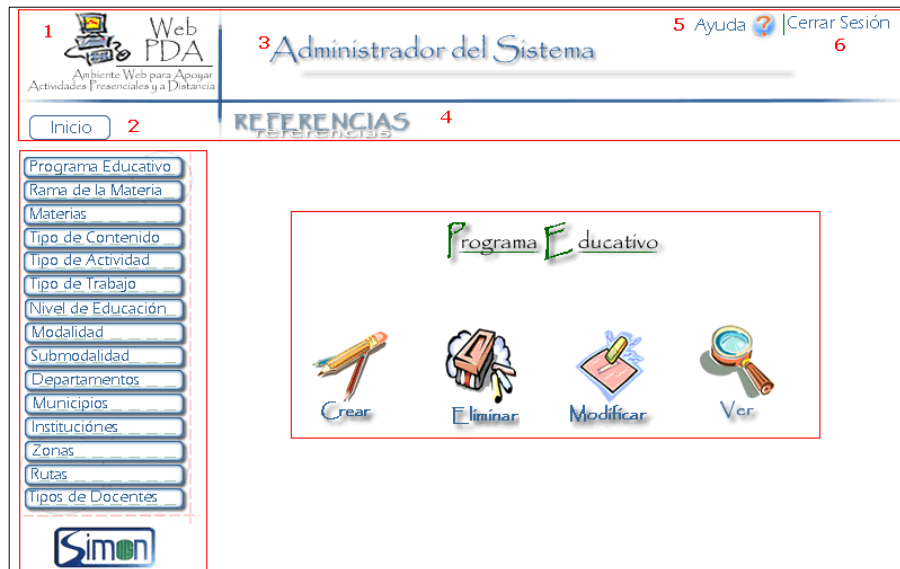 1
Web
PDA
Ambiente Web para Apoyar
Actividades Presenciales y a Distancia
3 Administrador del Sistema
5 Ayuda ? |Cerrar Sesión
6
Inicio 2
REFERENCIAS 4
referencias
Programa Educativo
Rama de la Materia
Materias
Tipo de Contenido
Tipo de Actividad
Tipo de Trabajo
Nivel de Educación
Modalidad
Submodalidad
Departamentos
Municipios
Instituciónes
Zonas
Rutas
Tipos de Docentes
Simon
Programa Educativo
Crear Eliminar Modificar Ver